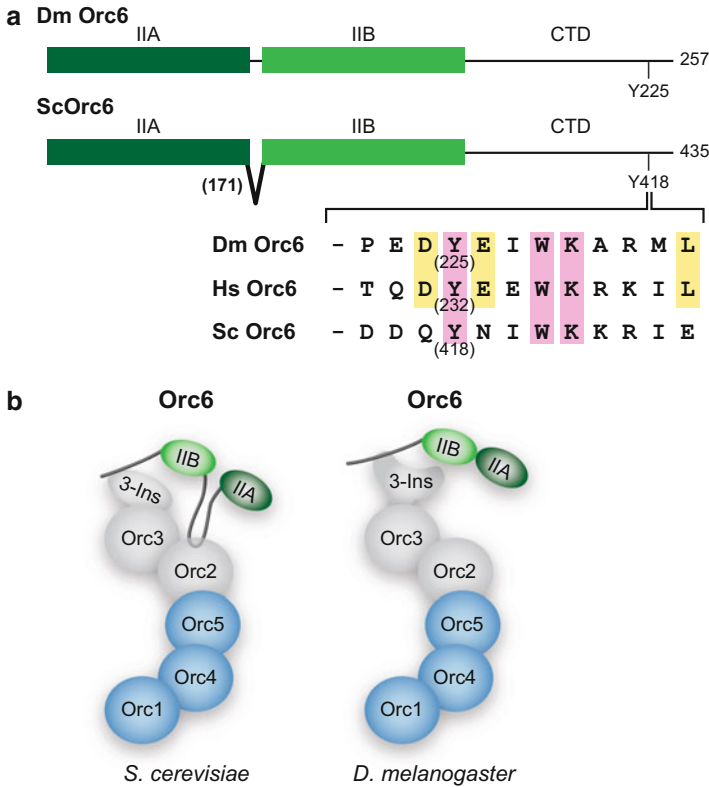 a
Dm Orc6
IIA IIB CTD
257
Y225
ScOrc6
IIA IIB CTD
435
(171)
Y418
Dm Orc6 – P E D Y E I W K A R M L
(225)
Hs Orc6 – T Q D Y E E W K R K I L
(232)
Sc Orc6 – D D Q Y N I W K K R I E
(418)
b
Orc6
IIB
IIA
3-Ins
Orc3
Orc2
Orc5
Orc4
Orc1
S. cerevisiae
Orc6
IIB
IIA
3-Ins
Orc3
Orc2
Orc5
Orc4
Orc1
D. melanogaster